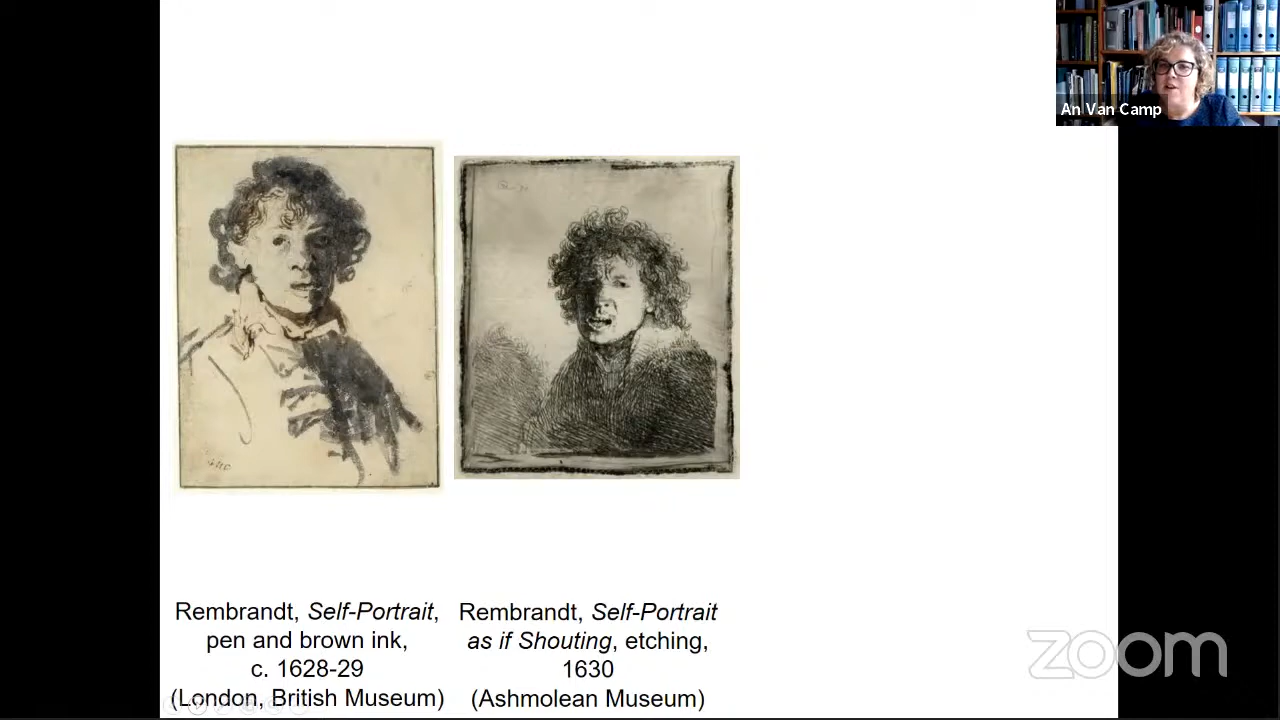 An Van Camp
Rembrandt, Self-Portrait,
pen and brown ink,
c. 1628-29
(London, British Museum)
Rembrandt, Self-Portrait
as if Shouting, etching,
1630
(Ashmolean Museum)
zoom